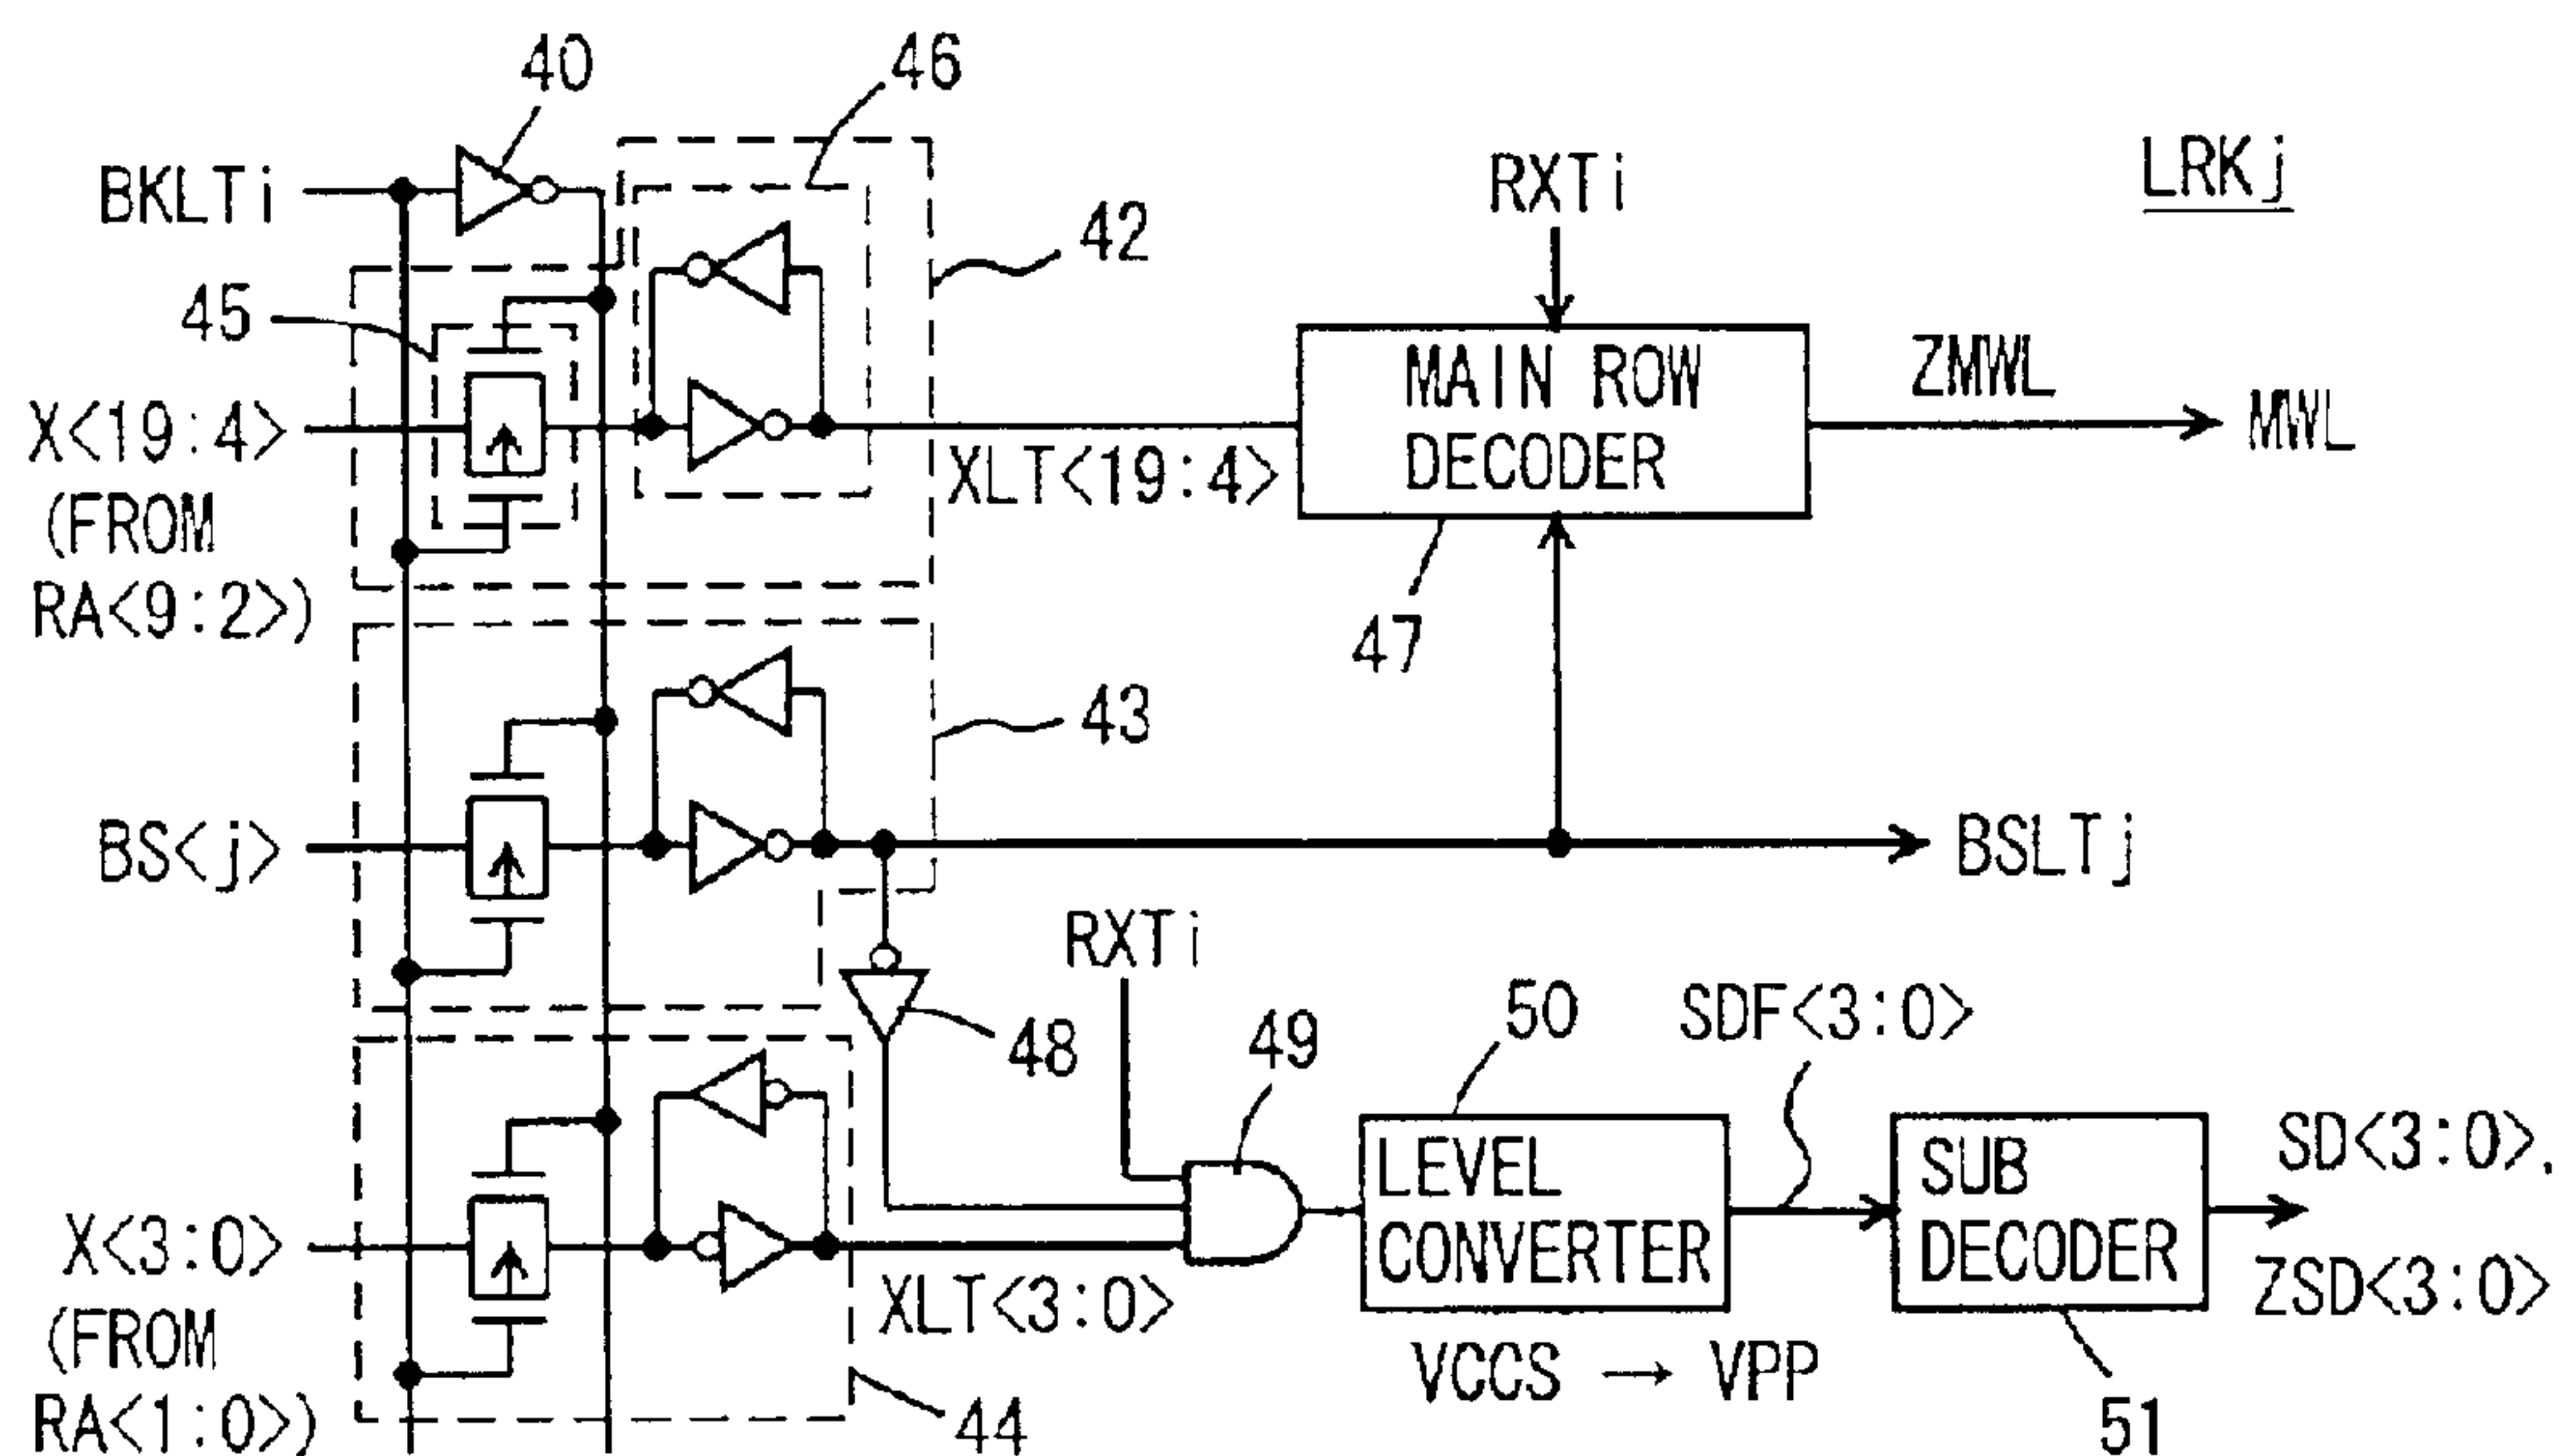 40
46
BKLTi
RXTi
LRKj
42
45
X<19:4>
(FROM
RA<9:2>)
XLT<19:4>
MAIN ROW
DECODER
ZMWL
MWL
47
43
BS<j>
BSLTj
RXTi
48
49
50
SDF<3:0>
X<3:0>
(FROM
RA<1:0>)
XLT<3:0>
LEVEL
CONVERTER
SUB
DECODER
SD<3:0>,
ZSD<3:0>
VCCS → VPP
44
51